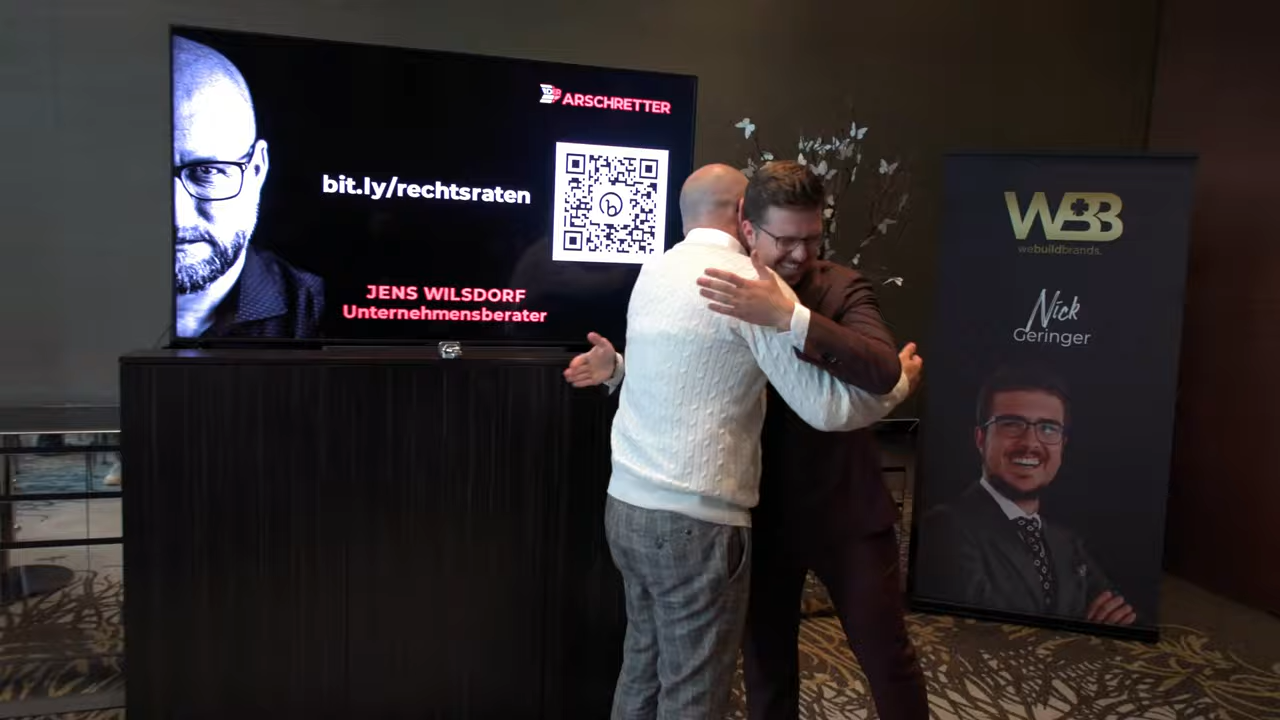 ARSCHRETTER
bit.ly/rechtsraten
JENS WILSDORF
Unternehmensberater
WBB
webuildbrands.
Nick
Geringer